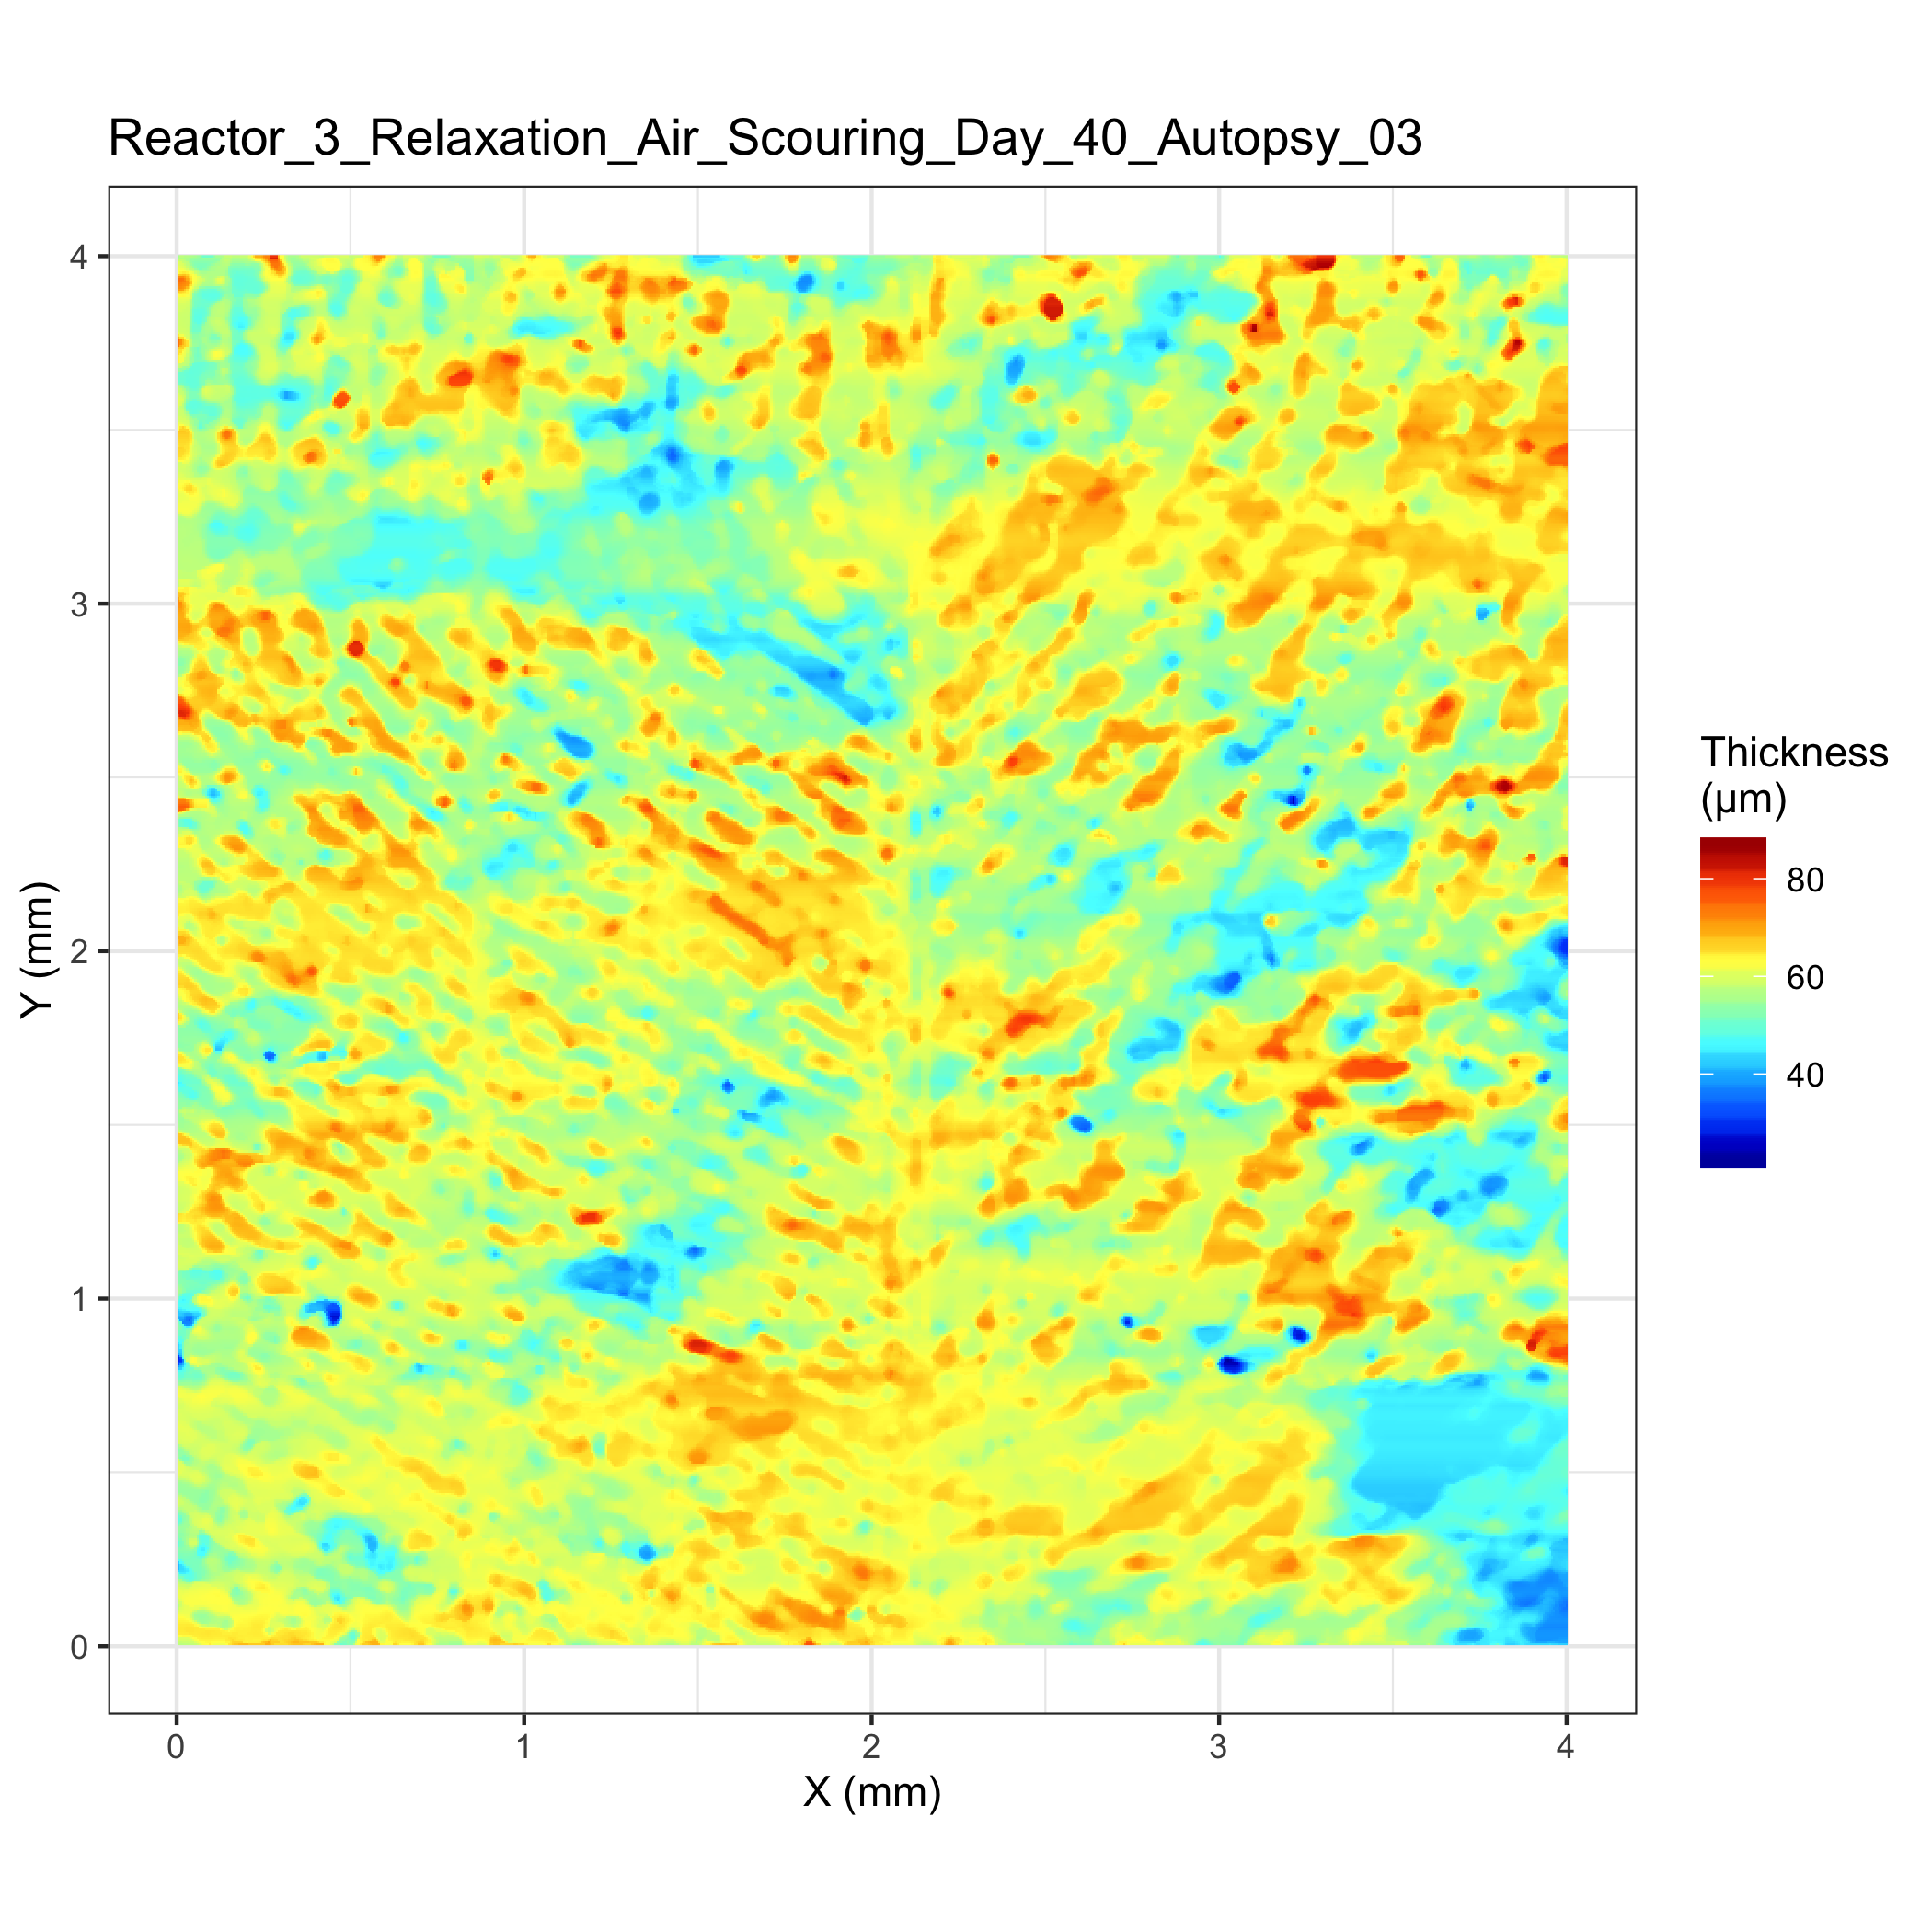 Reactor_3_Relaxation_Air_Scouring_Day_40_Autopsy_03
4
3
2
1
0
Y (mm)
0 1 2 3 4
X (mm)
Thickness
(μm)
80
60
40